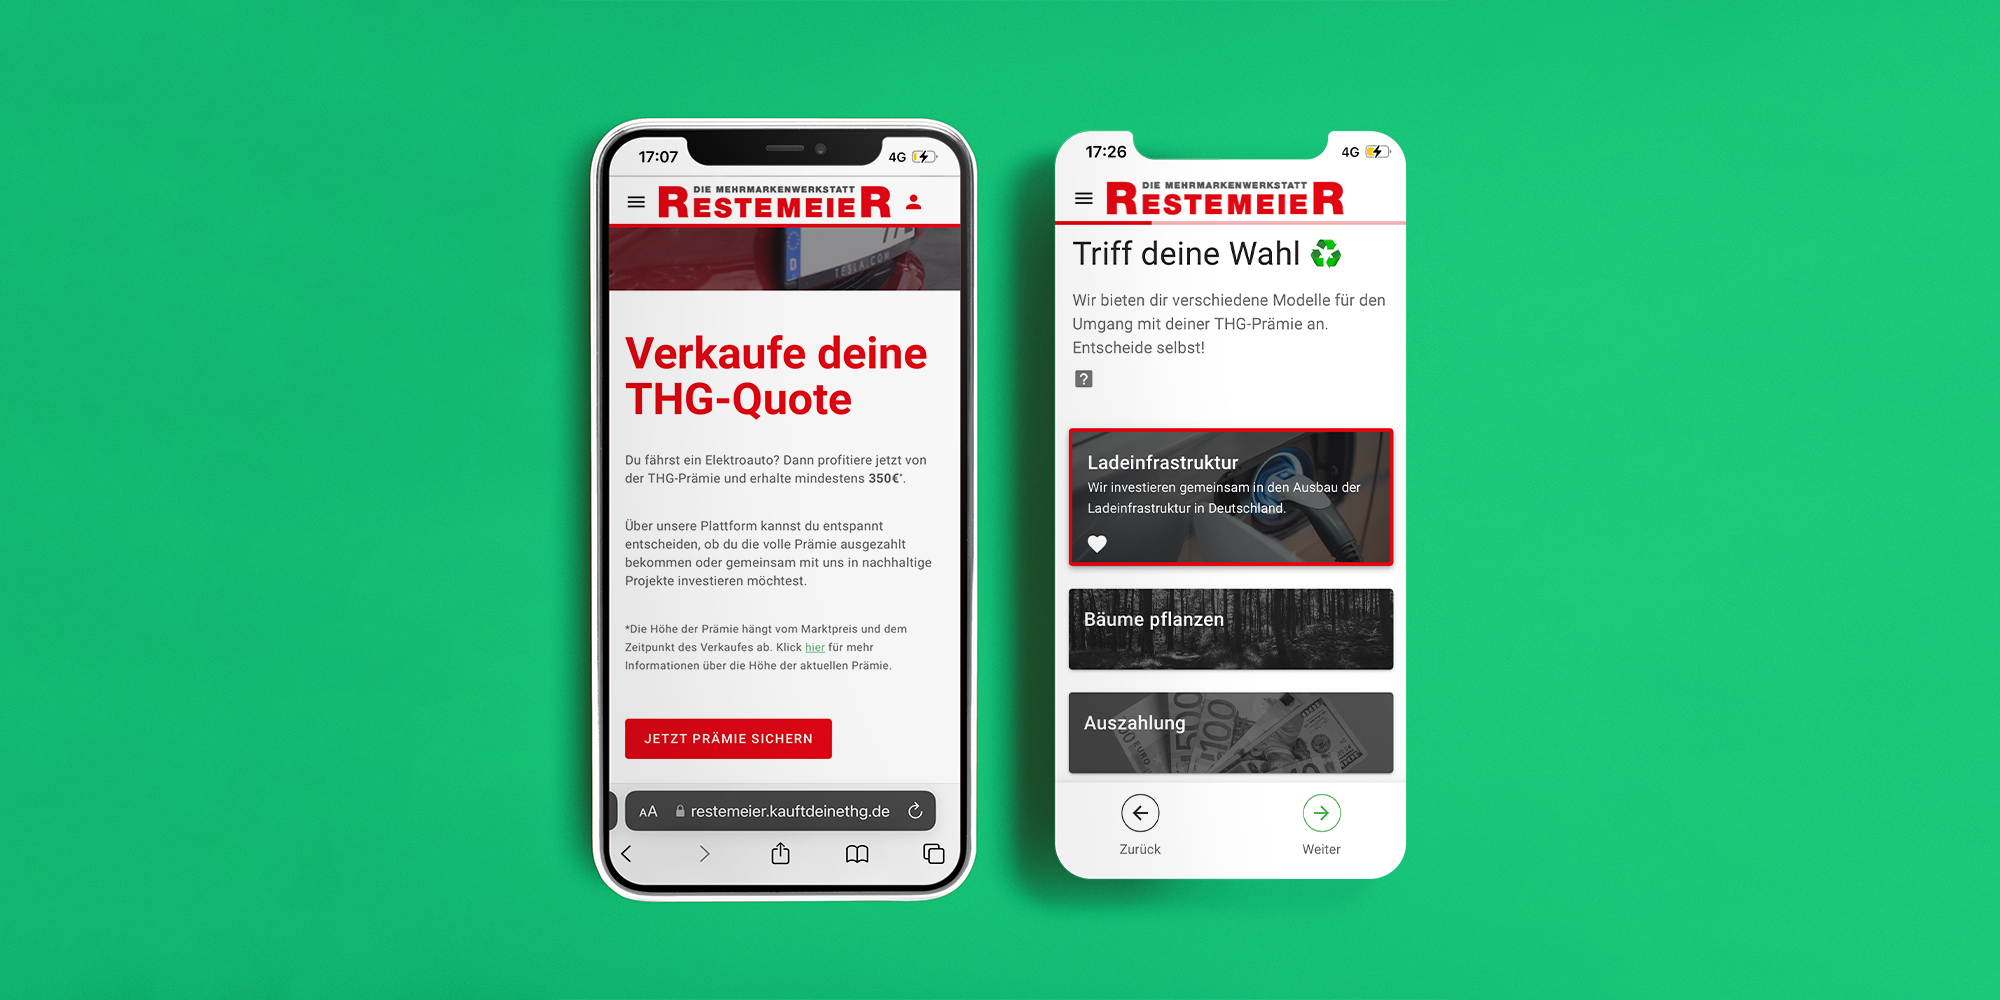 17:07
4G
DIE MEHRMARKENWERKSTATT
RESTEMEIER
D
TESLA.COM
Verkaufe deine
THG-Quote
Du fährst ein Elektroauto? Dann profitiere jetzt von
der THG-Prämie und erhalte mindestens 350€*.
Über unsere Plattform kannst du entspannt
entscheiden, ob du die volle Prämie ausgezahlt
bekommen oder gemeinsam mit uns in nachhaltige
Projekte investieren möchtest.
*Die Höhe der Prämie hängt vom Marktpreis und dem
Zeitpunkt des Verkaufes ab. Klick hier für mehr
Informationen über die Höhe der aktuellen Prämie.
JETZT PRÄMIE SICHERN
AA restemeier.kauftdeinethg.de
17:26
4G
DIE MEHRMARKENWERKSTATT
RESTEMEIER
Triff deine Wahl
Wir bieten dir verschiedene Modelle für den
Umgang mit deiner THG-Prämie an.
Entscheide selbst!
?
Ladeinfrastruktur
Wir investieren gemeinsam in den Ausbau der
Ladeinfrastruktur in Deutschland.
Bäume pflanzen
Auszahlung
Zurück
Weiter